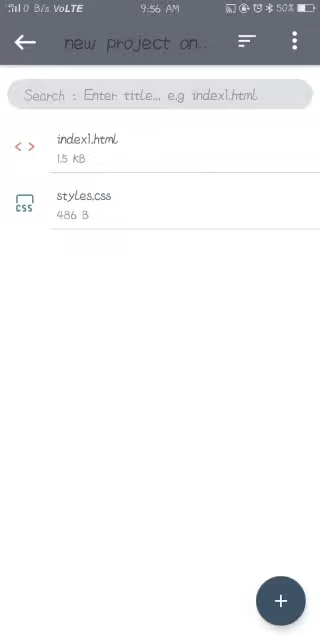 0 B/s VoLTE 9:56 AM 50%
new project on..
Search : Enter title... e.g index1.html
< > index1.html
1.5 KB
CSS styles.css
486 B
+